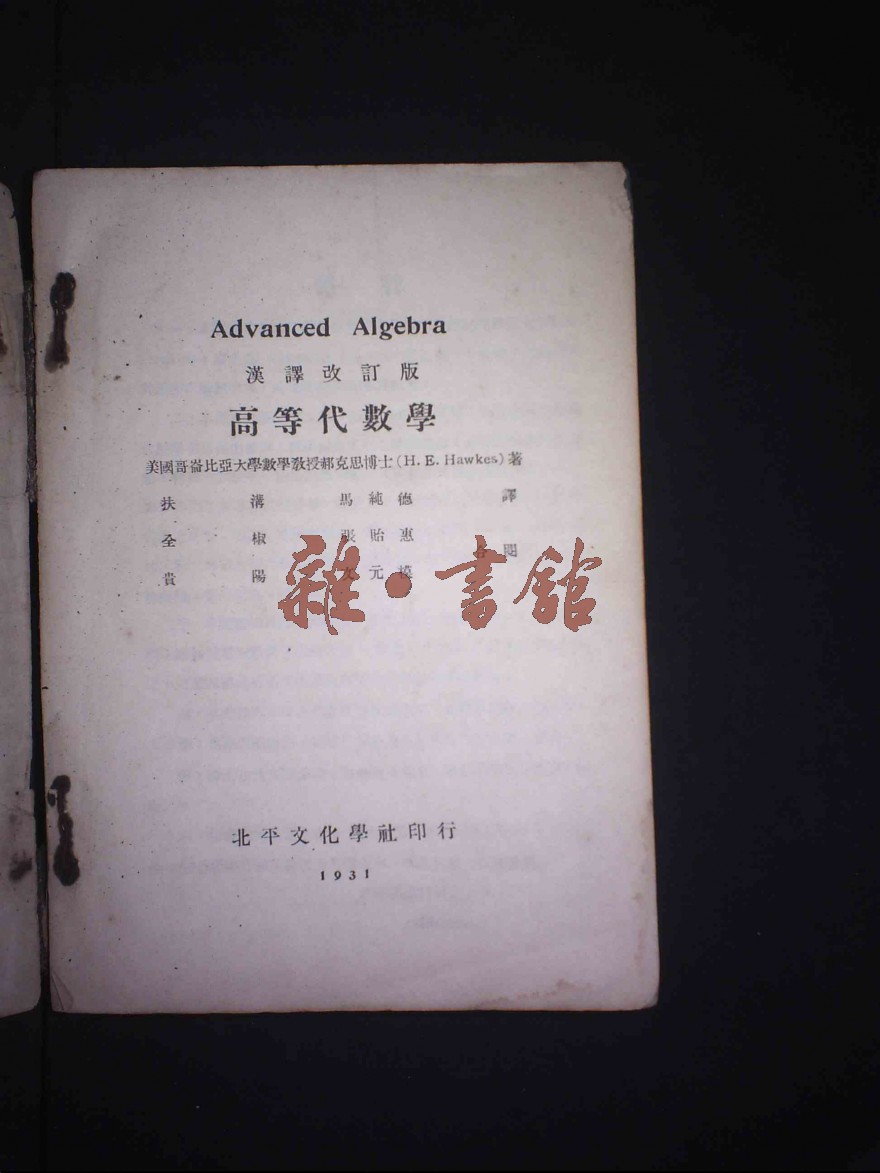 Advanced Algebra
漢譯改訂版
高等代數學
美國哥崙比亞大學數學敎授郝克思博士(H. E. Hawkes)著
扶溝 馬純德 譯
全椒 張貽惠
貴陽 文元模
閱
雜·書館
北平文化學社印行
1931